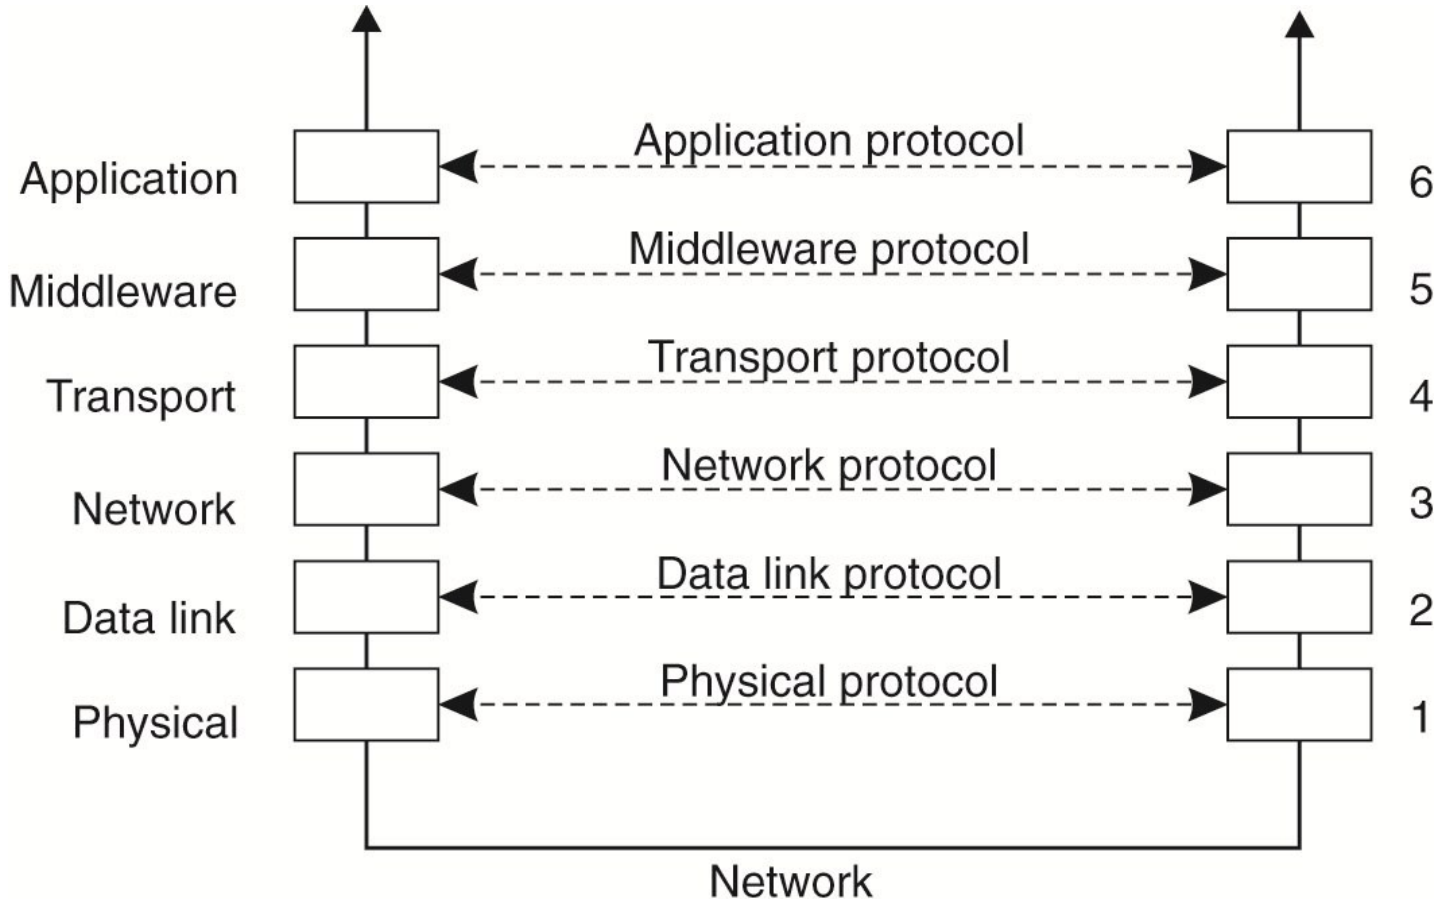 Application protocol
Application
6
Middleware protocol
Middleware
5
Transport protocol
Transport
4
Network protocol
Network
3
Data link protocol
Data link
2
Physical protocol
Physical
1
Network